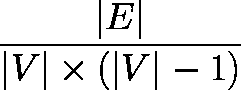 |E|
|V| × (|V| − 1)